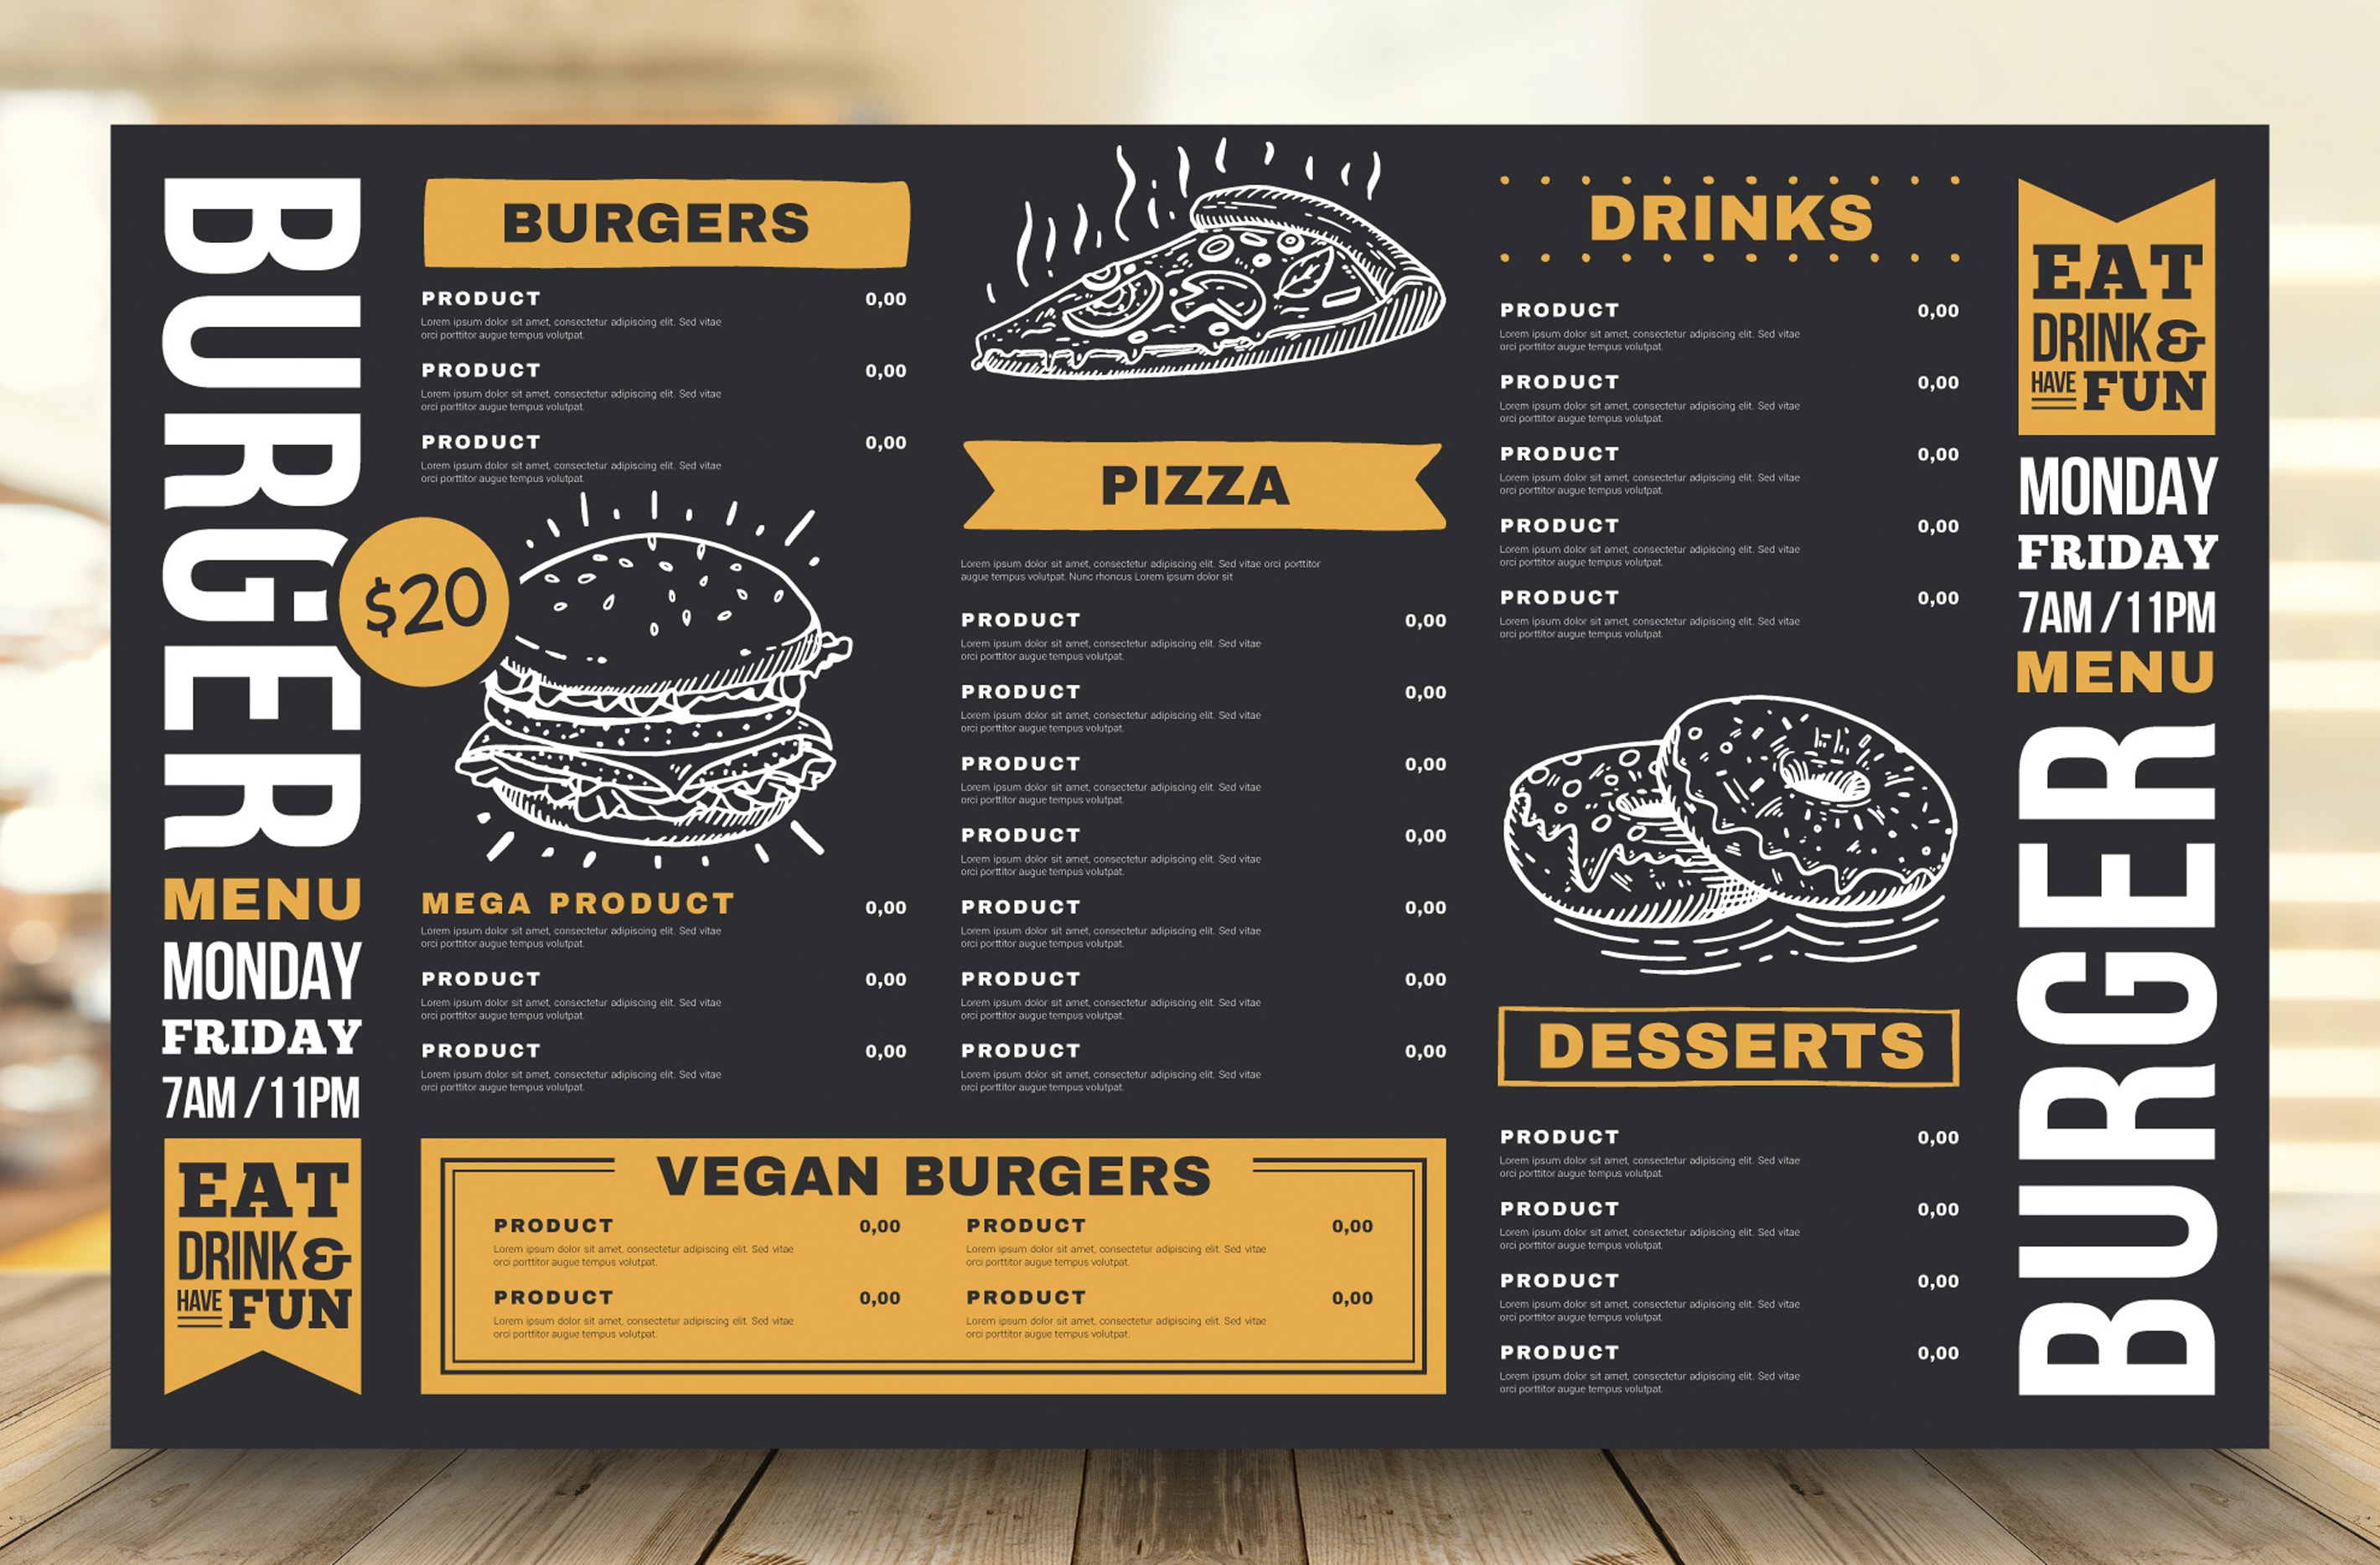 BURGER
MENU
MONDAY
FRIDAY
7AM / 11PM
EAT
DRINK &
HAVE FUN
BURGERS
PRODUCT 0,00
Lorem ipsum dolor sit amet, consectetur adipiscing elit. Sed vitae
orci porttitor augue tempus volutpat.
PRODUCT 0,00
Lorem ipsum dolor sit amet, consectetur adipiscing elit. Sed vitae
orci porttitor augue tempus volutpat.
PRODUCT 0,00
Lorem ipsum dolor sit amet, consectetur adipiscing elit. Sed vitae
orci porttitor augue tempus volutpat.
$20
MEGA PRODUCT 0,00
Lorem ipsum dolor sit amet, consectetur adipiscing elit. Sed vitae
orci porttitor augue tempus volutpat.
PRODUCT 0,00
Lorem ipsum dolor sit amet, consectetur adipiscing elit. Sed vitae
orci porttitor augue tempus volutpat.
PRODUCT 0,00
Lorem ipsum dolor sit amet, consectetur adipiscing elit. Sed vitae
orci porttitor augue tempus volutpat.
PIZZA
Lorem ipsum dolor sit amet, consectetur adipiscing elit. Sed vitae orci porttitor
augue tempus volutpat. Nunc rhoncus Lorem ipsum dolor sit
PRODUCT 0,00
Lorem ipsum dolor sit amet, consectetur adipiscing elit. Sed vitae
orci porttitor augue tempus volutpat.
PRODUCT 0,00
Lorem ipsum dolor sit amet, consectetur adipiscing elit. Sed vitae
orci porttitor augue tempus volutpat.
PRODUCT 0,00
Lorem ipsum dolor sit amet, consectetur adipiscing elit. Sed vitae
orci porttitor augue tempus volutpat.
PRODUCT 0,00
Lorem ipsum dolor sit amet, consectetur adipiscing elit. Sed vitae
orci porttitor augue tempus volutpat.
PRODUCT 0,00
Lorem ipsum dolor sit amet, consectetur adipiscing elit. Sed vitae
orci porttitor augue tempus volutpat.
PRODUCT 0,00
Lorem ipsum dolor sit amet, consectetur adipiscing elit. Sed vitae
orci porttitor augue tempus volutpat.
PRODUCT 0,00
Lorem ipsum dolor sit amet, consectetur adipiscing elit. Sed vitae
orci porttitor augue tempus volutpat.
VEGAN BURGERS
PRODUCT 0,00
Lorem ipsum dolor sit amet, consectetur adipiscing elit. Sed vitae
orci porttitor augue tempus volutpat.
PRODUCT 0,00
Lorem ipsum dolor sit amet, consectetur adipiscing elit. Sed vitae
orci porttitor augue tempus volutpat.
PRODUCT 0,00
Lorem ipsum dolor sit amet, consectetur adipiscing elit. Sed vitae
orci porttitor augue tempus volutpat.
PRODUCT 0,00
Lorem ipsum dolor sit amet, consectetur adipiscing elit. Sed vitae
orci porttitor augue tempus volutpat.
DRINKS
PRODUCT 0,00
Lorem ipsum dolor sit amet, consectetur adipiscing elit. Sed vitae
orci porttitor augue tempus volutpat.
PRODUCT 0,00
Lorem ipsum dolor sit amet, consectetur adipiscing elit. Sed vitae
orci porttitor augue tempus volutpat.
PRODUCT 0,00
Lorem ipsum dolor sit amet, consectetur adipiscing elit. Sed vitae
orci porttitor augue tempus volutpat.
PRODUCT 0,00
Lorem ipsum dolor sit amet, consectetur adipiscing elit. Sed vitae
orci porttitor augue tempus volutpat.
PRODUCT 0,00
Lorem ipsum dolor sit amet, consectetur adipiscing elit. Sed vitae
orci porttitor augue tempus volutpat.
DESSERTS
PRODUCT 0,00
Lorem ipsum dolor sit amet, consectetur adipiscing elit. Sed vitae
orci porttitor augue tempus volutpat.
PRODUCT 0,00
Lorem ipsum dolor sit amet, consectetur adipiscing elit. Sed vitae
orci porttitor augue tempus volutpat.
PRODUCT 0,00
Lorem ipsum dolor sit amet, consectetur adipiscing elit. Sed vitae
orci porttitor augue tempus volutpat.
PRODUCT 0,00
Lorem ipsum dolor sit amet, consectetur adipiscing elit. Sed vitae
orci porttitor augue tempus volutpat.
EAT
DRINK &
HAVE FUN
MONDAY
FRIDAY
7AM / 11PM
MENU
BURGER